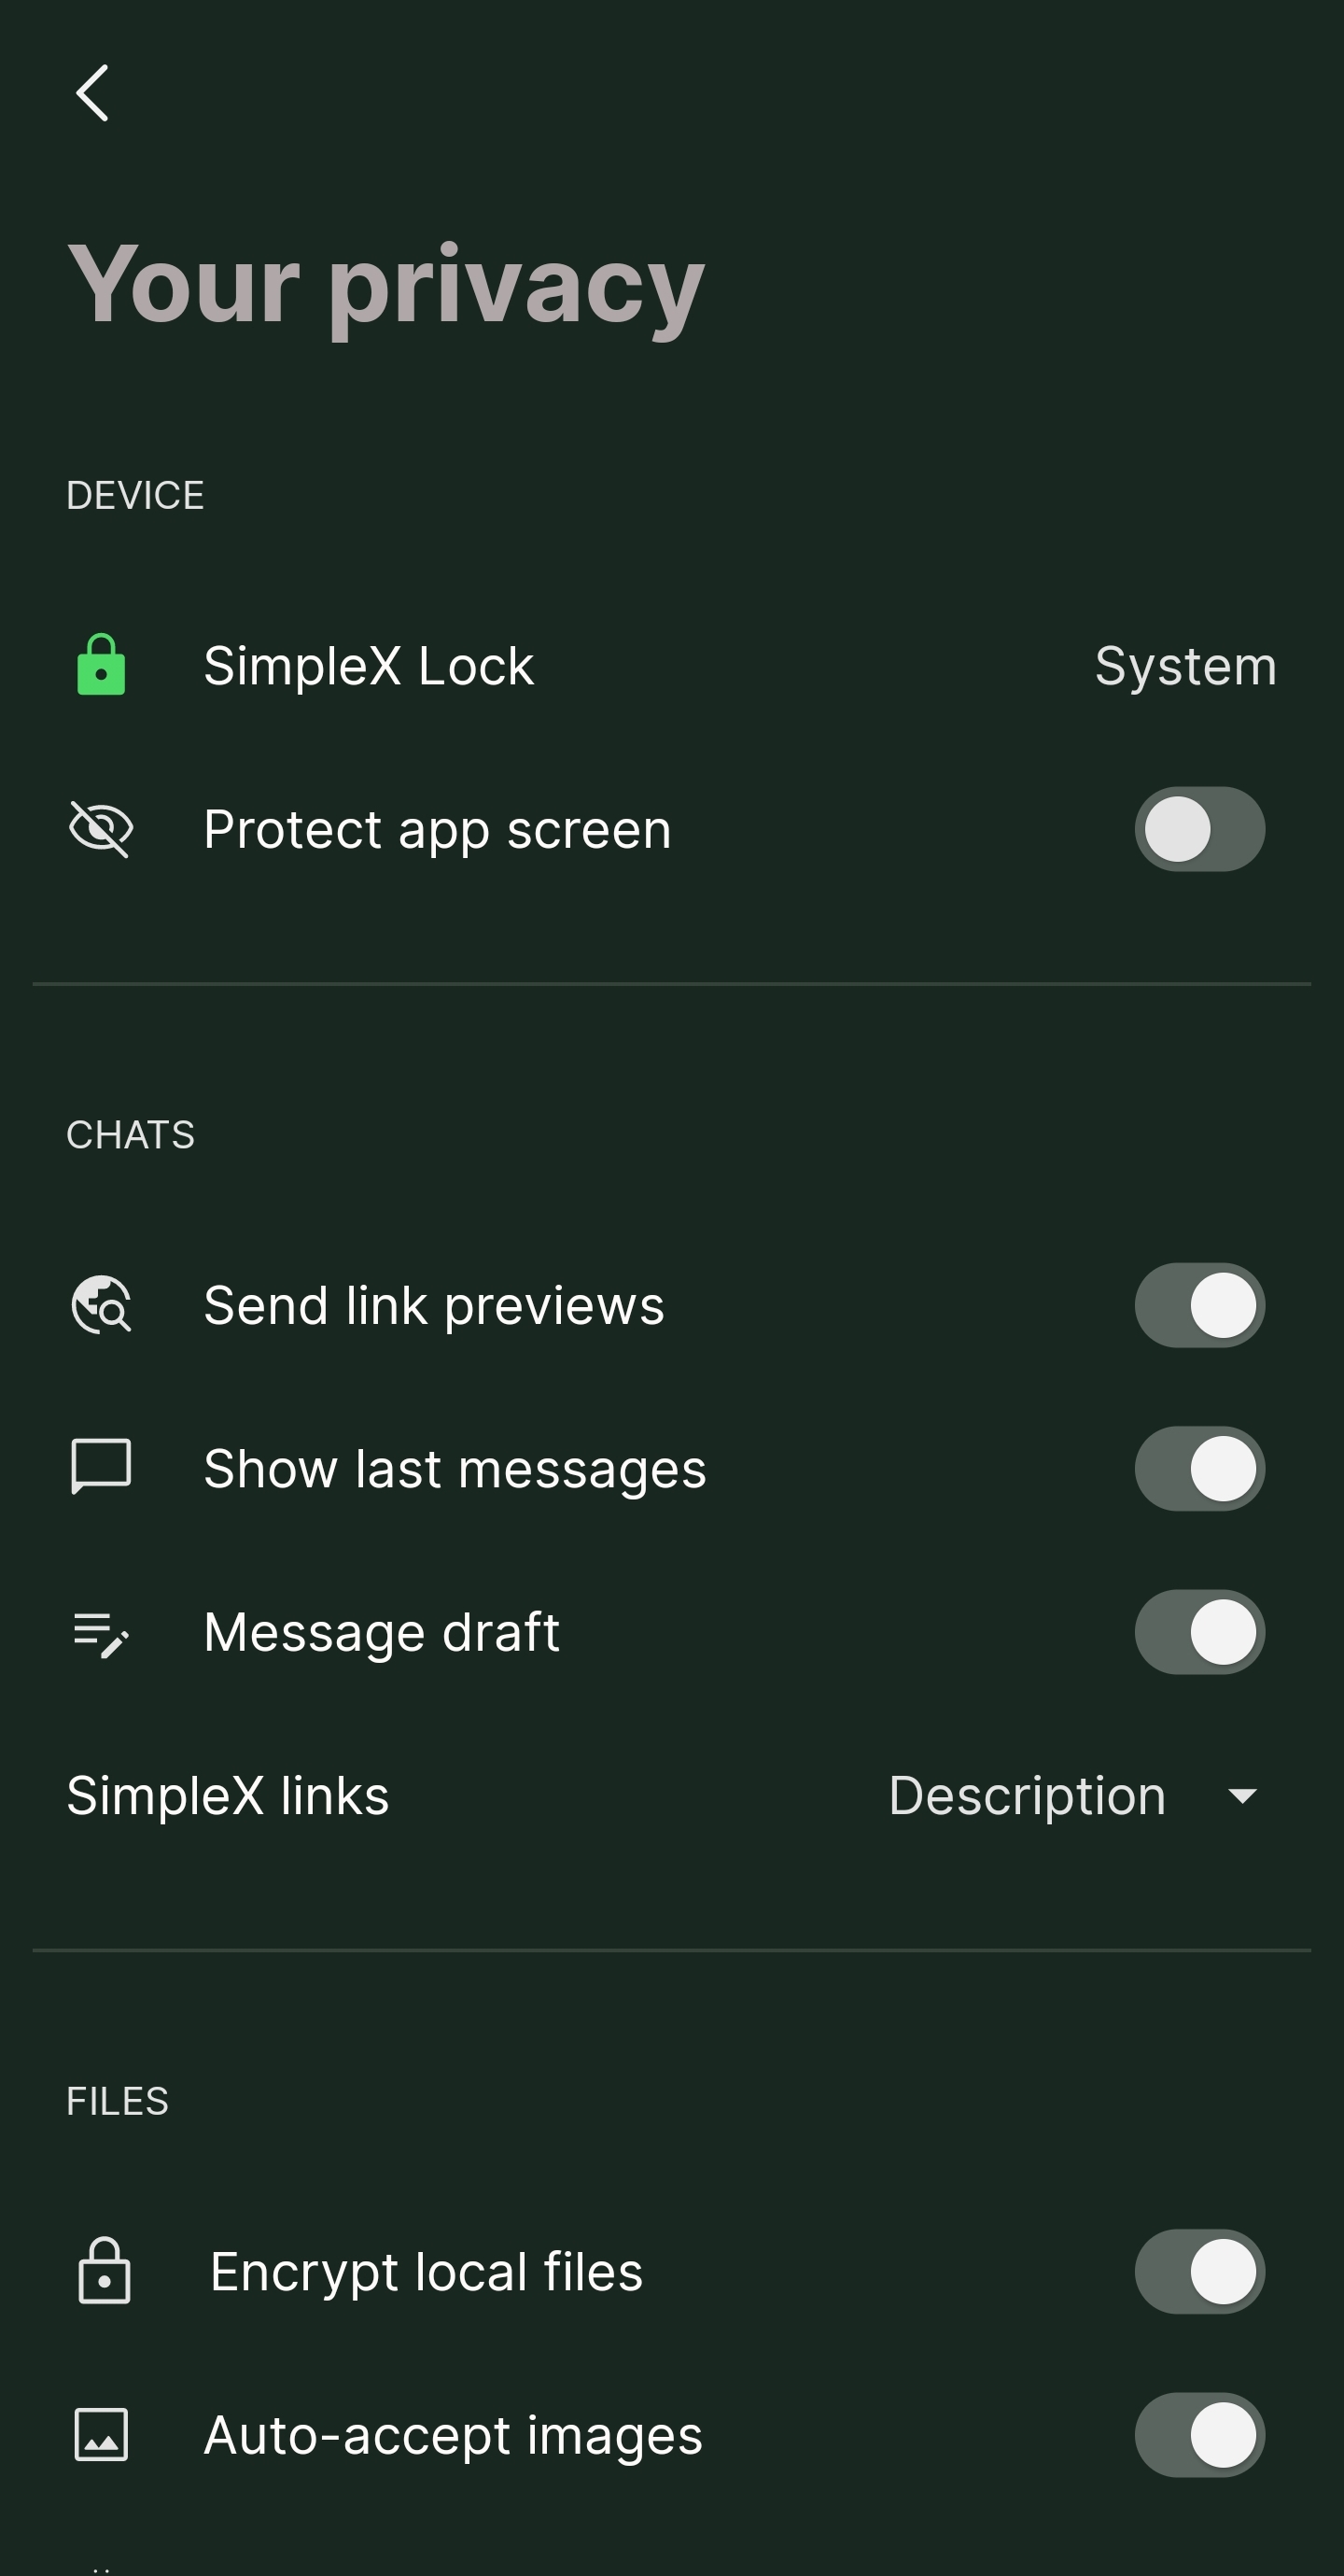 Your privacy
DEVICE
SimpleX Lock System
Protect app screen
CHATS
Send link previews
Show last messages
Message draft
SimpleX links Description
FILES
Encrypt local files
Auto-accept images